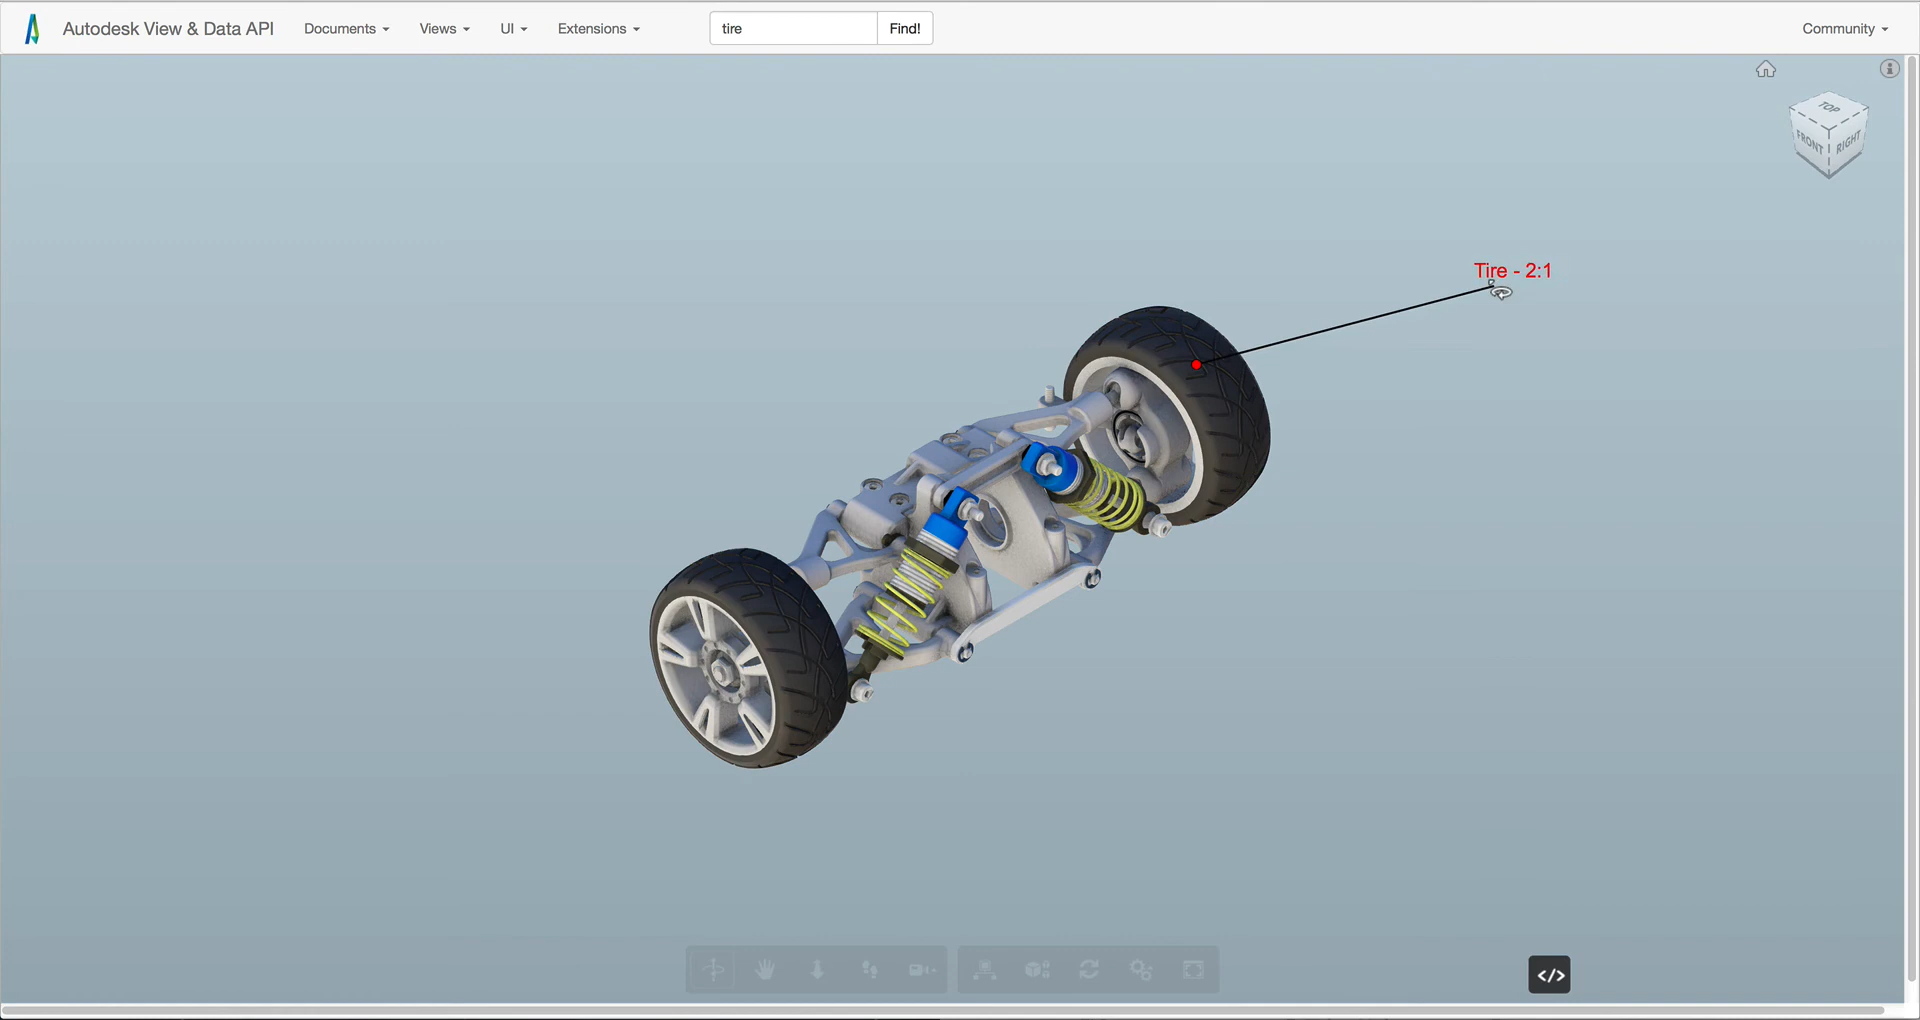 Autodesk View & Data API
Documents
Views
UI
Extensions
tire
Find!
Community
TOP
FRONT
RIGHT
Tire - 2:1
</>